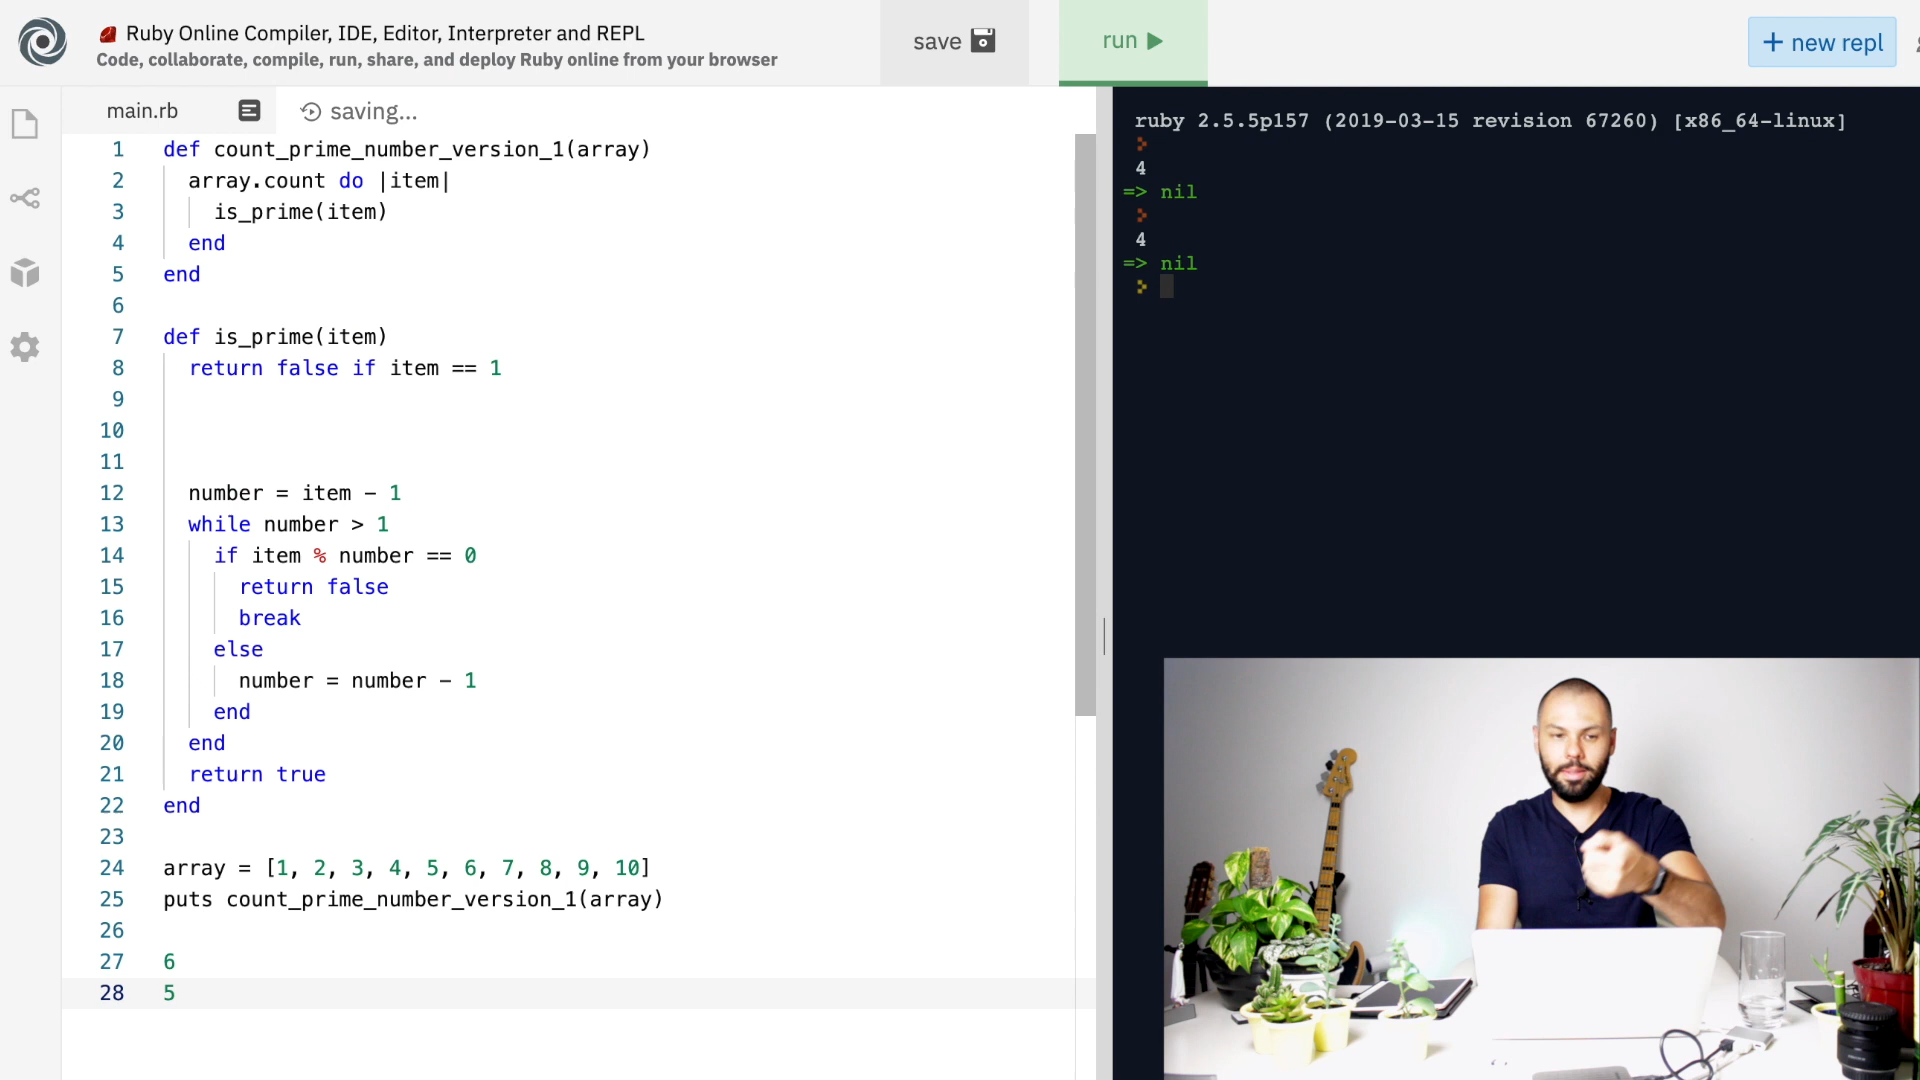 Ruby Online Compiler, IDE, Editor, Interpreter and REPL
Code, collaborate, compile, run, share, and deploy Ruby online from your browser
save
run
+ new repl
main.rb
saving...
1 def count_prime_number_version_1(array)
2 array.count do |item|
3 is_prime(item)
4 end
5 end
6
7 def is_prime(item)
8 return false if item == 1
9
10
11
12 number = item - 1
13 while number > 1
14 if item % number == 0
15 return false
16 break
17 else
18 number = number - 1
19 end
20 end
21 return true
22 end
23
24 array = [1, 2, 3, 4, 5, 6, 7, 8, 9, 10]
25 puts count_prime_number_version_1(array)
26
27 6
28 5
ruby 2.5.5p157 (2019-03-15 revision 67260) [x86_64-linux]
4
=> nil
4
=> nil